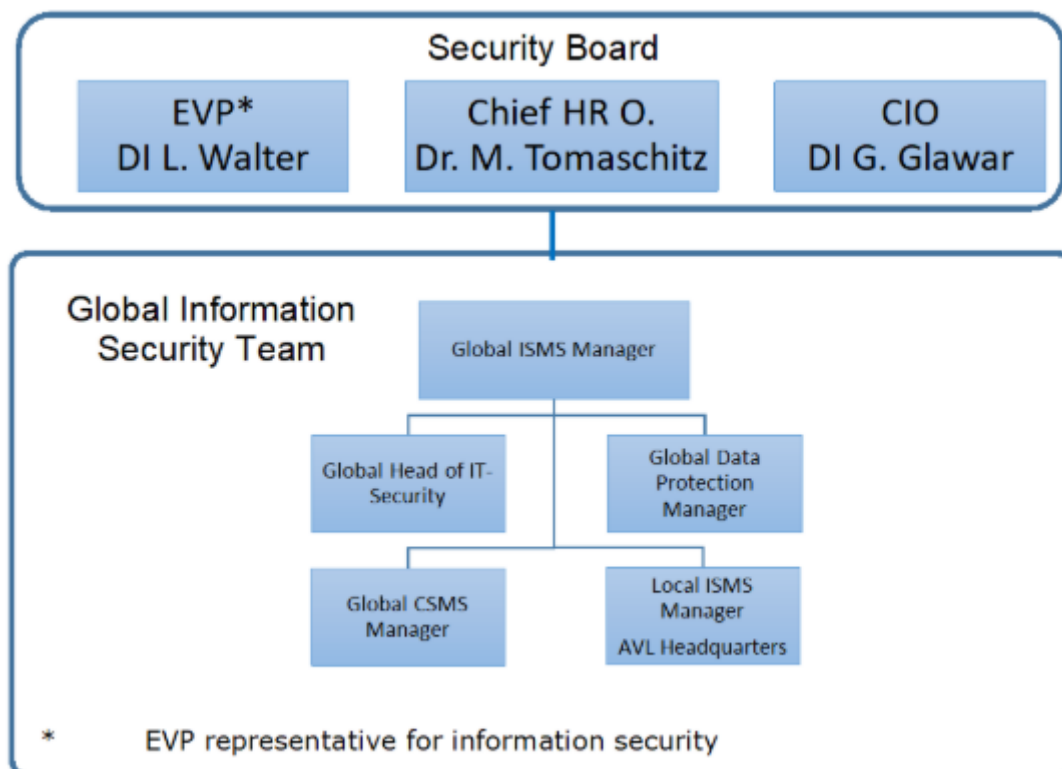 Security Board
EVP*
DI L. Walter
Chief HR O.
Dr. M. Tomaschitz
CIO
DI G. Glawar
Global Information
Security Team
Global ISMS Manager
Global Head of IT-
Security
Global Data
Protection
Manager
Global CSMS
Manager
Local ISMS
Manager
AVL Headquarters
* EVP representative for information security